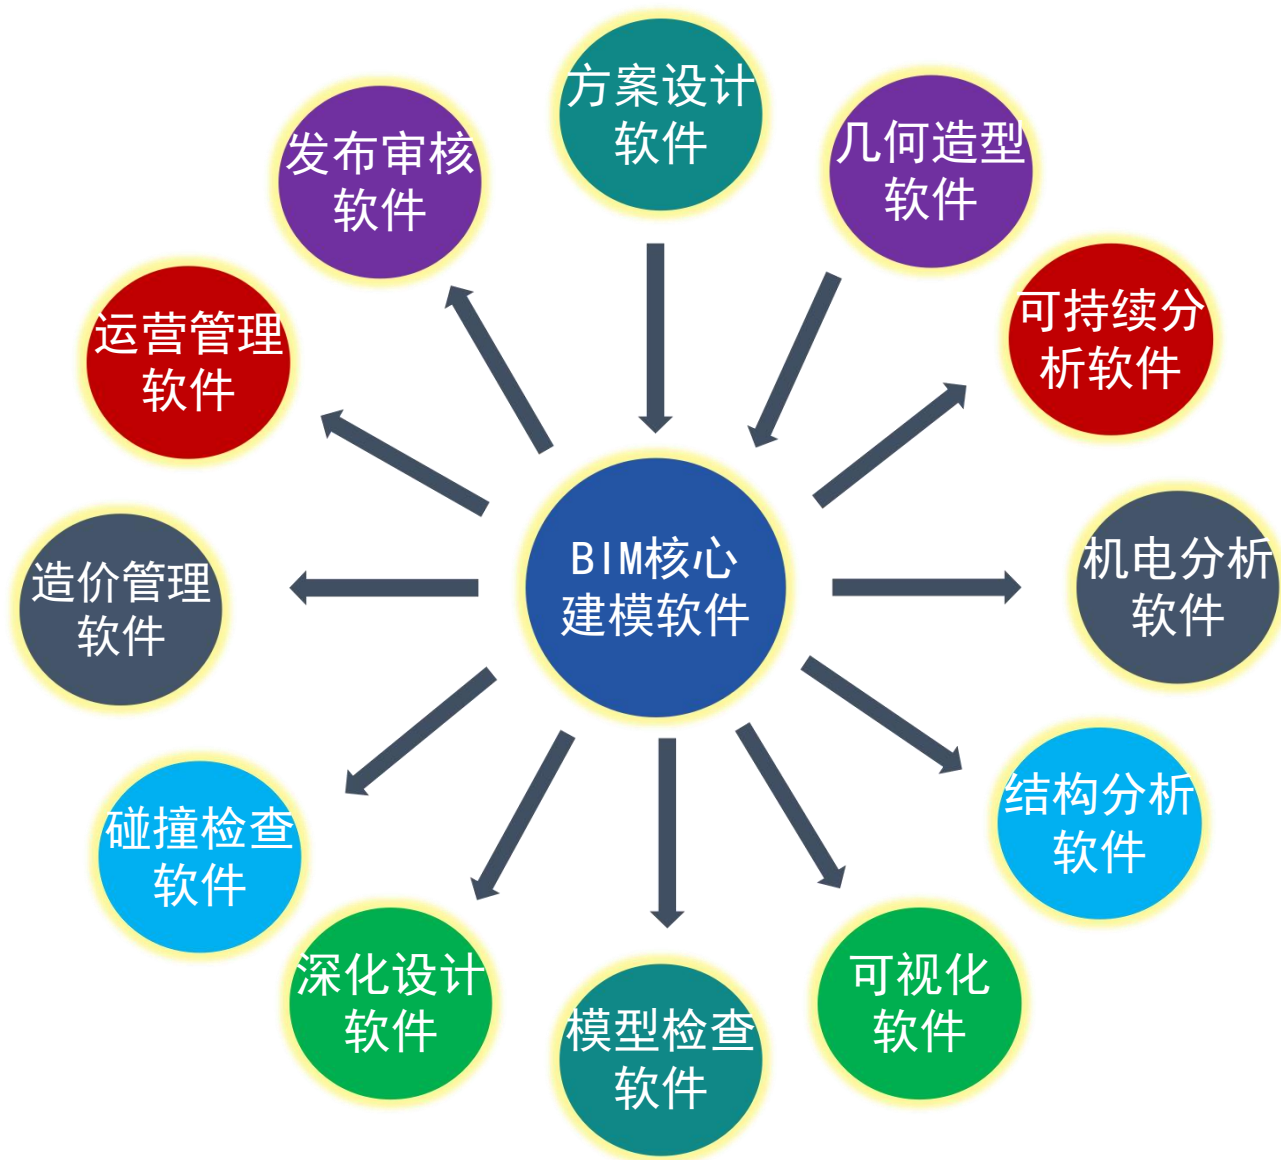 方案设计
软件
几何造型
软件
可持续分
析软件
机电分析
软件
结构分析
软件
可视化
软件
模型检查
软件
深化设计
软件
碰撞检查
软件
造价管理
软件
运营管理
软件
发布审核
软件
BIM核心
建模软件